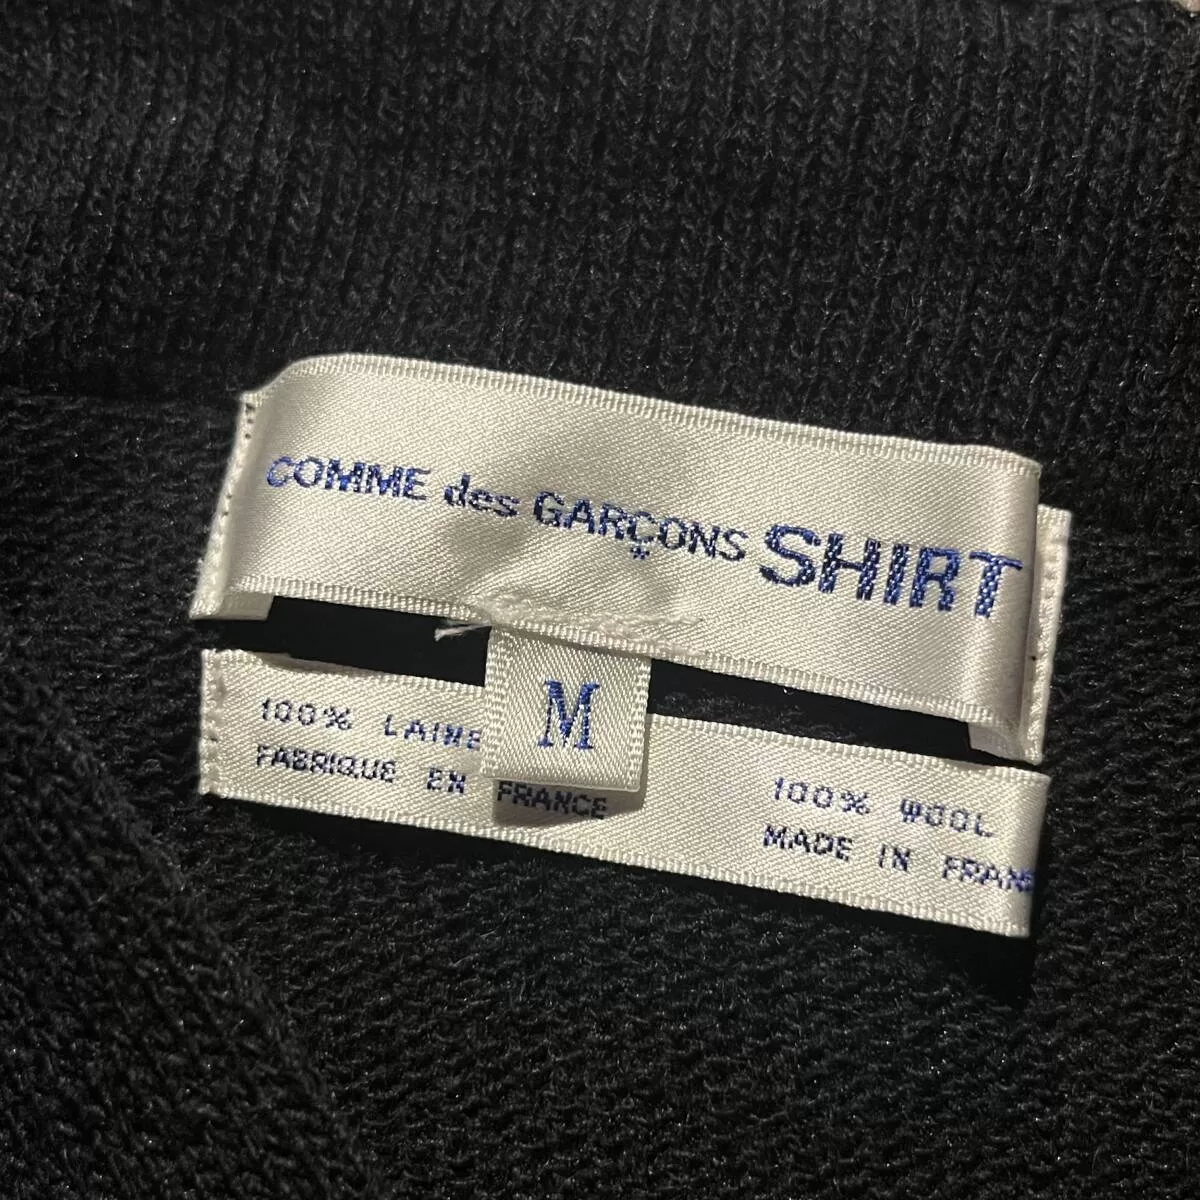 COMME des GARÇONS SHIRT
M
100% LAINE
FABRIQUE EN FRANCE
100% WOOL
MADE IN FRAN